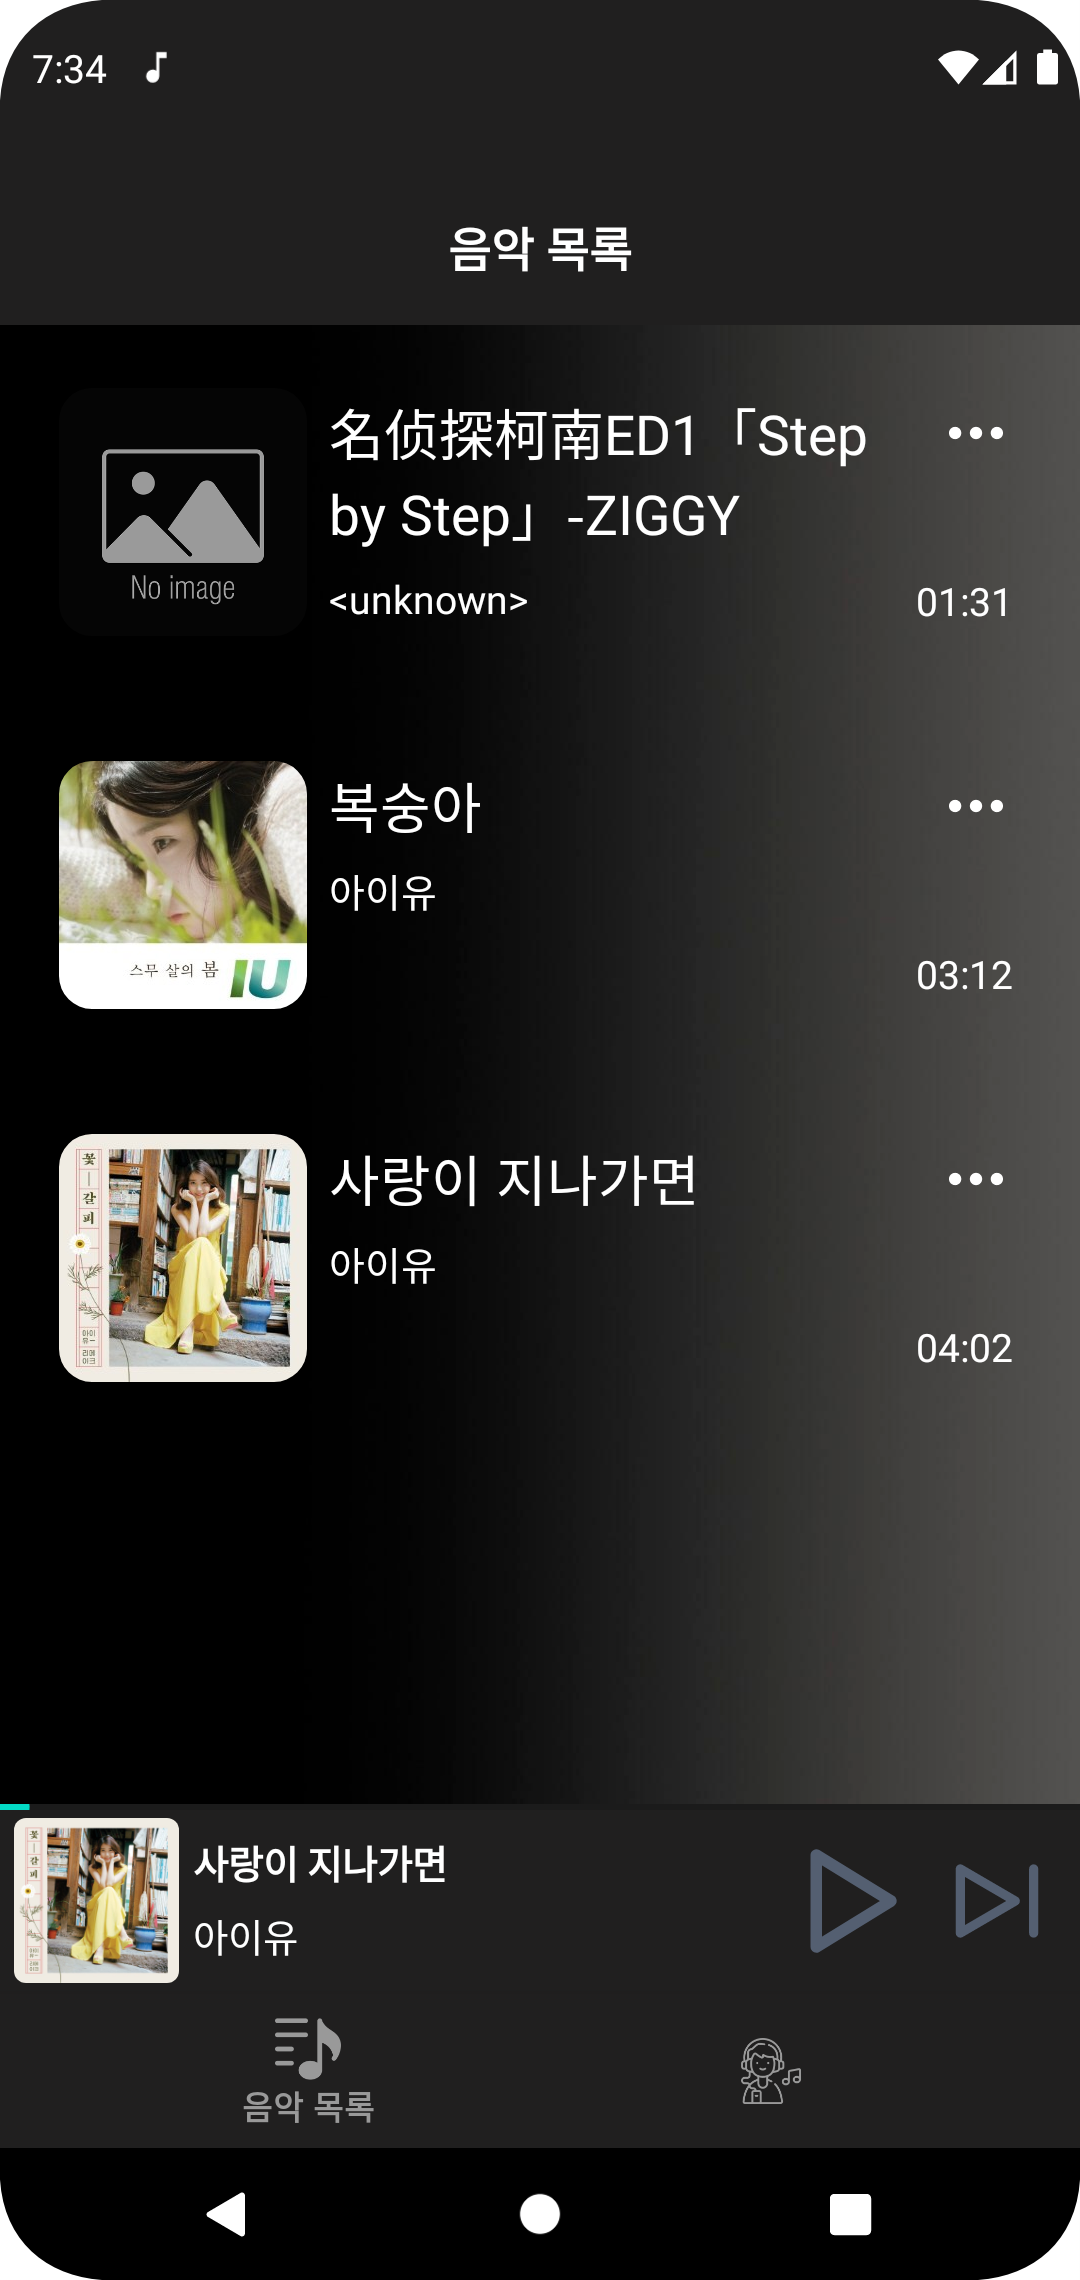 7:34
음악 목록
名侦探柯南ED1「Step
by Step」-ZIGGY
No image
<unknown>
01:31
복숭아
아이유
스무 살의 봄 IU
03:12
꽃
갈
피
아이
유
리메
이크
사랑이 지나가면
아이유
04:02
꽃
갈
피
사랑이 지나가면
아이유
음악 목록